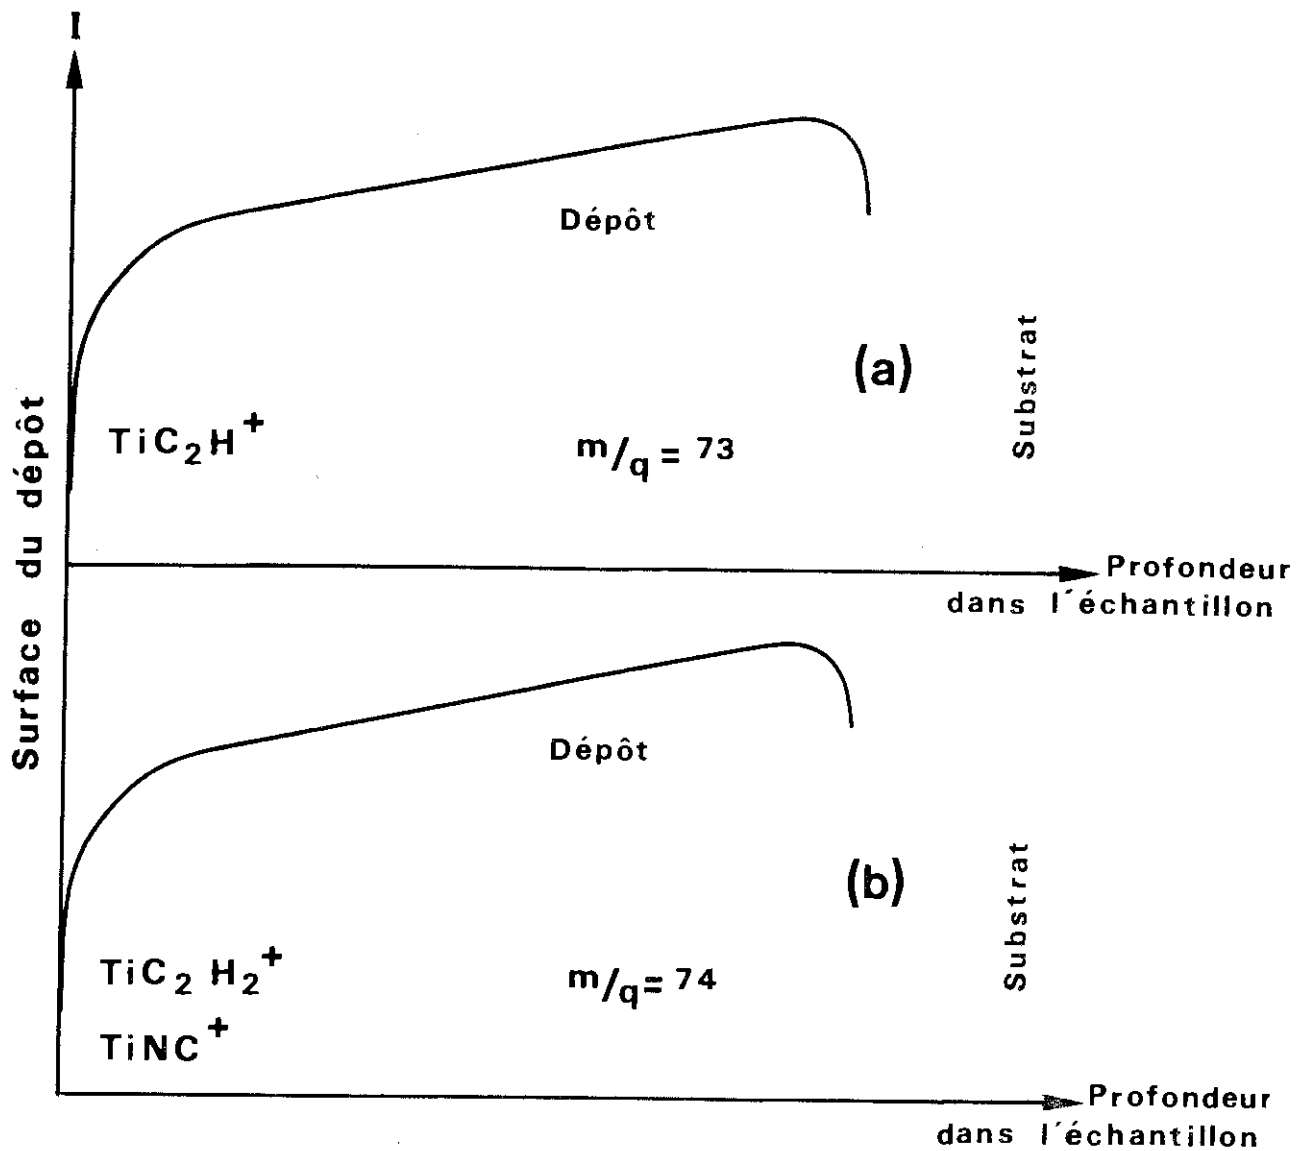 I
Dépôt
(a)
Substrat
TiC₂H⁺
m/q = 73
Surface du dépôt
Profondeur
dans l´échantillon
Dépôt
(b)
Substrat
TiC₂ H₂⁺
m/q = 74
TiNC⁺
Profondeur
dans l´échantillon